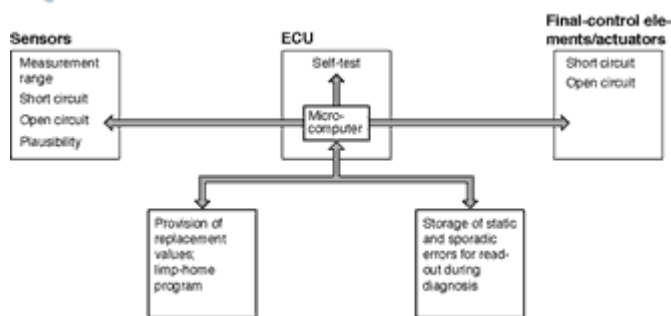 Sensors
Measurement
range
Short circuit
Open circuit
Plausibility
ECU
Self-test
Micro-
computer
Final-control ele-
ments/actuators
Short circuit
Open circuit
Provision of
replacement
values;
limp-home
program
Storage of static
and sporadic
errors for read-
out during
diagnosis